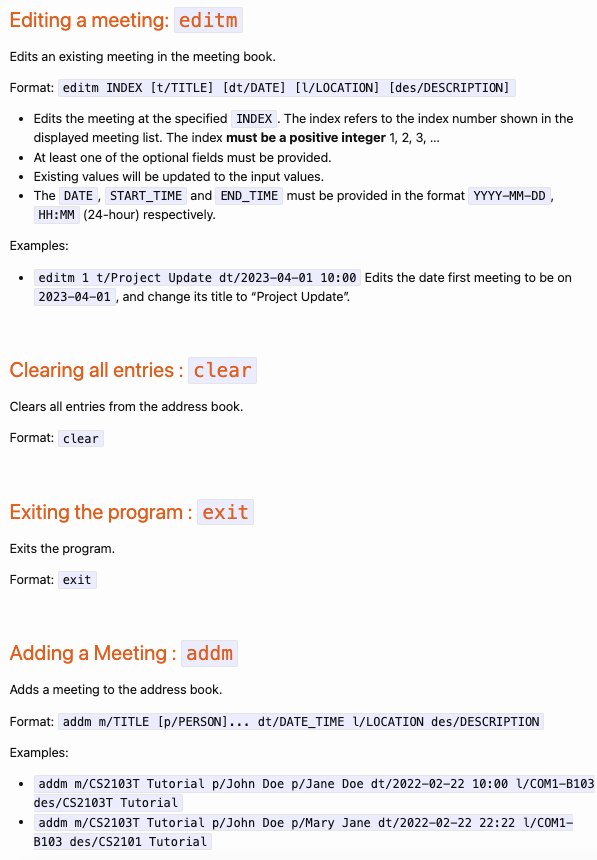 Editing a meeting: editm
Edits an existing meeting in the meeting book.
Format: editm INDEX [t/TITLE] [dt/DATE] [l/LOCATION] [des/DESCRIPTION]
• Edits the meeting at the specified INDEX. The index refers to the index number shown in the
displayed meeting list. The index must be a positive integer 1, 2, 3, …
• At least one of the optional fields must be provided.
• Existing values will be updated to the input values.
• The DATE, START_TIME and END_TIME must be provided in the format YYYY-MM-DD,
HH:MM (24-hour) respectively.
Examples:
• editm 1 t/Project Update dt/2023-04-01 10:00 Edits the date first meeting to be on
2023-04-01, and change its title to “Project Update”.
Clearing all entries : clear
Clears all entries from the address book.
Format: clear
Exiting the program : exit
Exits the program.
Format: exit
Adding a Meeting : addm
Adds a meeting to the address book.
Format: addm m/TITLE [p/PERSON]... dt/DATE_TIME l/LOCATION des/DESCRIPTION
Examples:
• addm m/CS2103T Tutorial p/John Doe p/Jane Doe dt/2022-02-22 10:00 l/COM1-B103
des/CS2103T Tutorial
• addm m/CS2103T Tutorial p/John Doe p/Mary Jane dt/2022-02-22 22:22 l/COM1-
B103 des/CS2101 Tutorial